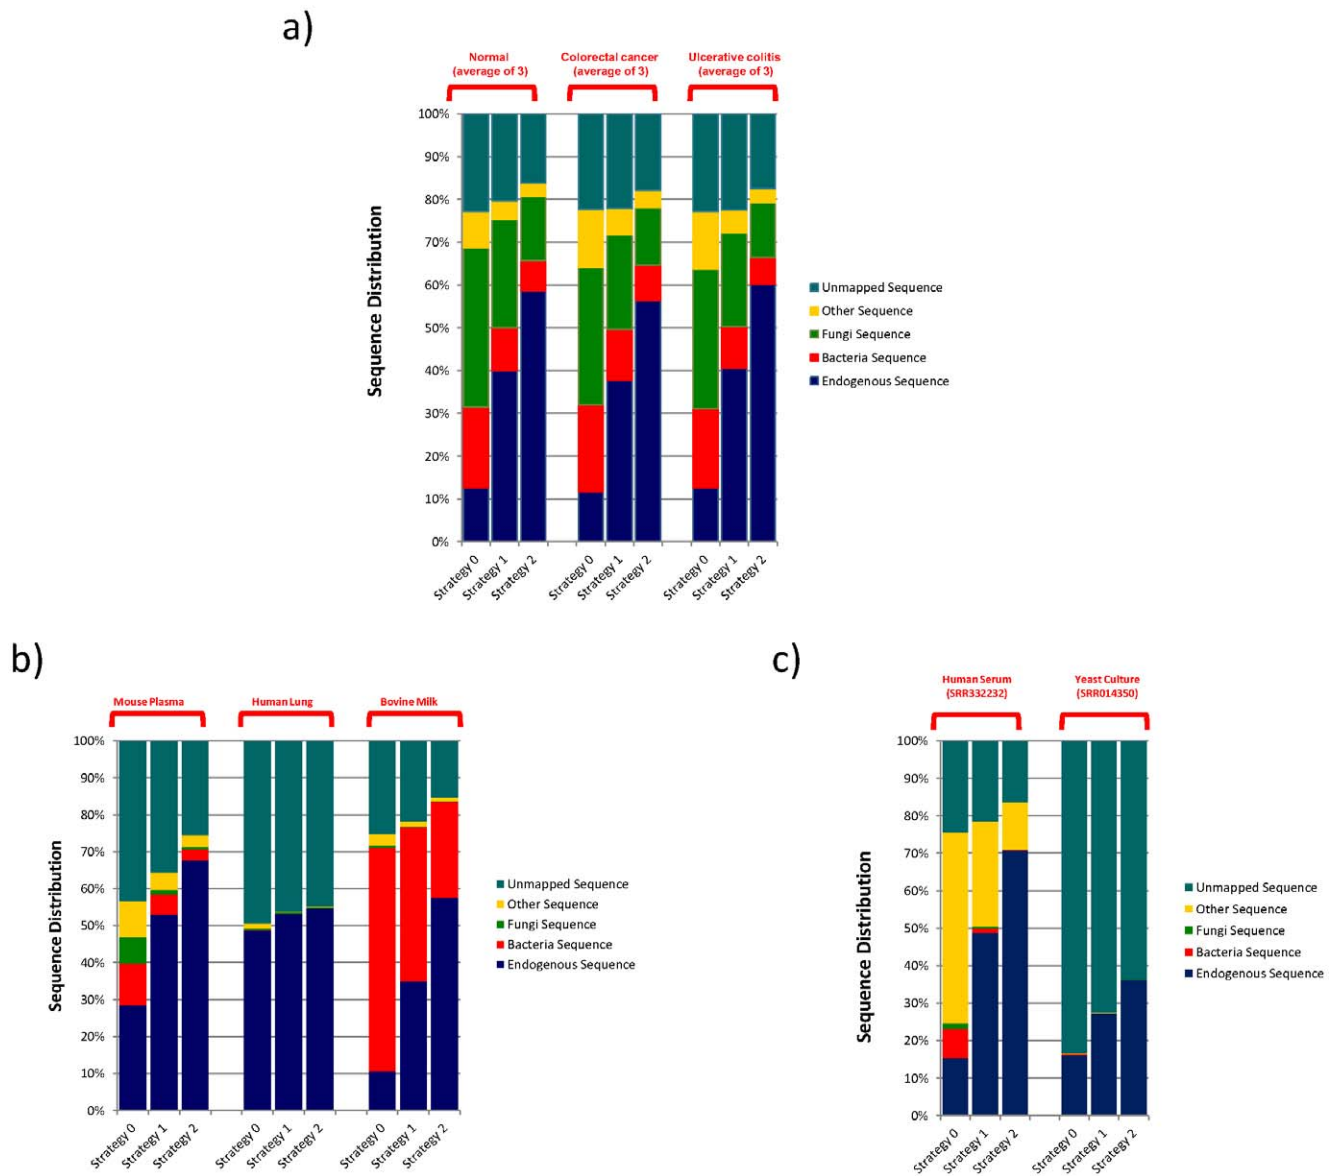 a)
Normal
(average of 3)
Colorectal cancer
(average of 3)
Ulcerative colitis
(average of 3)
Sequence Distribution
100%
90%
80%
70%
60%
50%
40%
30%
20%
10%
0%
Strategy 0
Strategy 1
Strategy 2
Strategy 0
Strategy 1
Strategy 2
Strategy 0
Strategy 1
Strategy 2
Unmapped Sequence
Other Sequence
Fungi Sequence
Bacteria Sequence
Endogenous Sequence
b)
Mouse Plasma
Human Lung
Bovine Milk
Sequence Distribution
100%
90%
80%
70%
60%
50%
40%
30%
20%
10%
0%
Strategy 0
Strategy 1
Strategy 2
Strategy 0
Strategy 1
Strategy 2
Strategy 0
Strategy 1
Strategy 2
Unmapped Sequence
Other Sequence
Fungi Sequence
Bacteria Sequence
Endogenous Sequence
c)
Human Serum
(SRR332232)
Yeast Culture
(SRR014350)
Sequence Distribution
100%
90%
80%
70%
60%
50%
40%
30%
20%
10%
0%
Strategy 0
Strategy 1
Strategy 2
Strategy 0
Strategy 1
Strategy 2
Unmapped Sequence
Other Sequence
Fungi Sequence
Bacteria Sequence
Endogenous Sequence